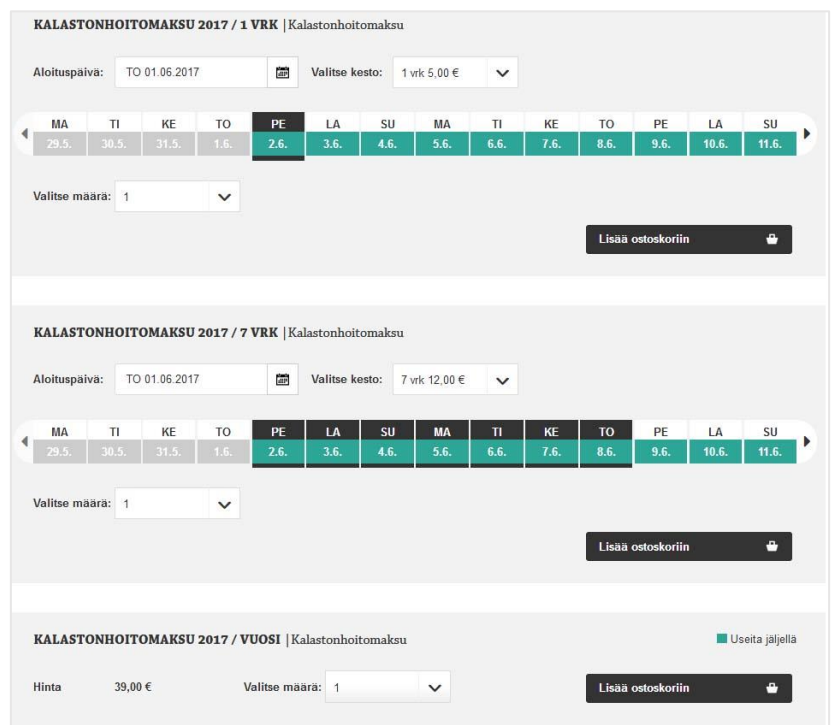 KALASTONHOITOMAKSU 2017 / 1 VRK | Kalastonhoitomaksu
Aloituspäivä: TO 01.06.2017 Valitse kesto: 1 vrk 5,00 €
MA TI KE TO PE LA SU MA TI KE TO PE LA SU
29.5. 30.5. 31.5. 1.6. 2.6. 3.6. 4.6. 5.6. 6.6. 7.6. 8.6. 9.6. 10.6. 11.6.
Valitse määrä: 1
Lisää ostoskoriin
KALASTONHOITOMAKSU 2017 / 7 VRK | Kalastonhoitomaksu
Aloituspäivä: TO 01.06.2017 Valitse kesto: 7 vrk 12,00 €
MA TI KE TO PE LA SU MA TI KE TO PE LA SU
29.5. 30.5. 31.5. 1.6. 2.6. 3.6. 4.6. 5.6. 6.6. 7.6. 8.6. 9.6. 10.6. 11.6.
Valitse määrä: 1
Lisää ostoskoriin
KALASTONHOITOMAKSU 2017 / VUOSI | Kalastonhoitomaksu Useita jäljellä
Hinta 39,00 € Valitse määrä: 1 Lisää ostoskoriin